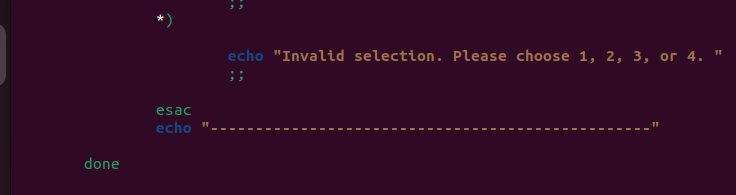 ;;
*)
echo "Invalid selection. Please choose 1, 2, 3, or 4. "
;;
esac
echo "-------------------------------------------------"
done